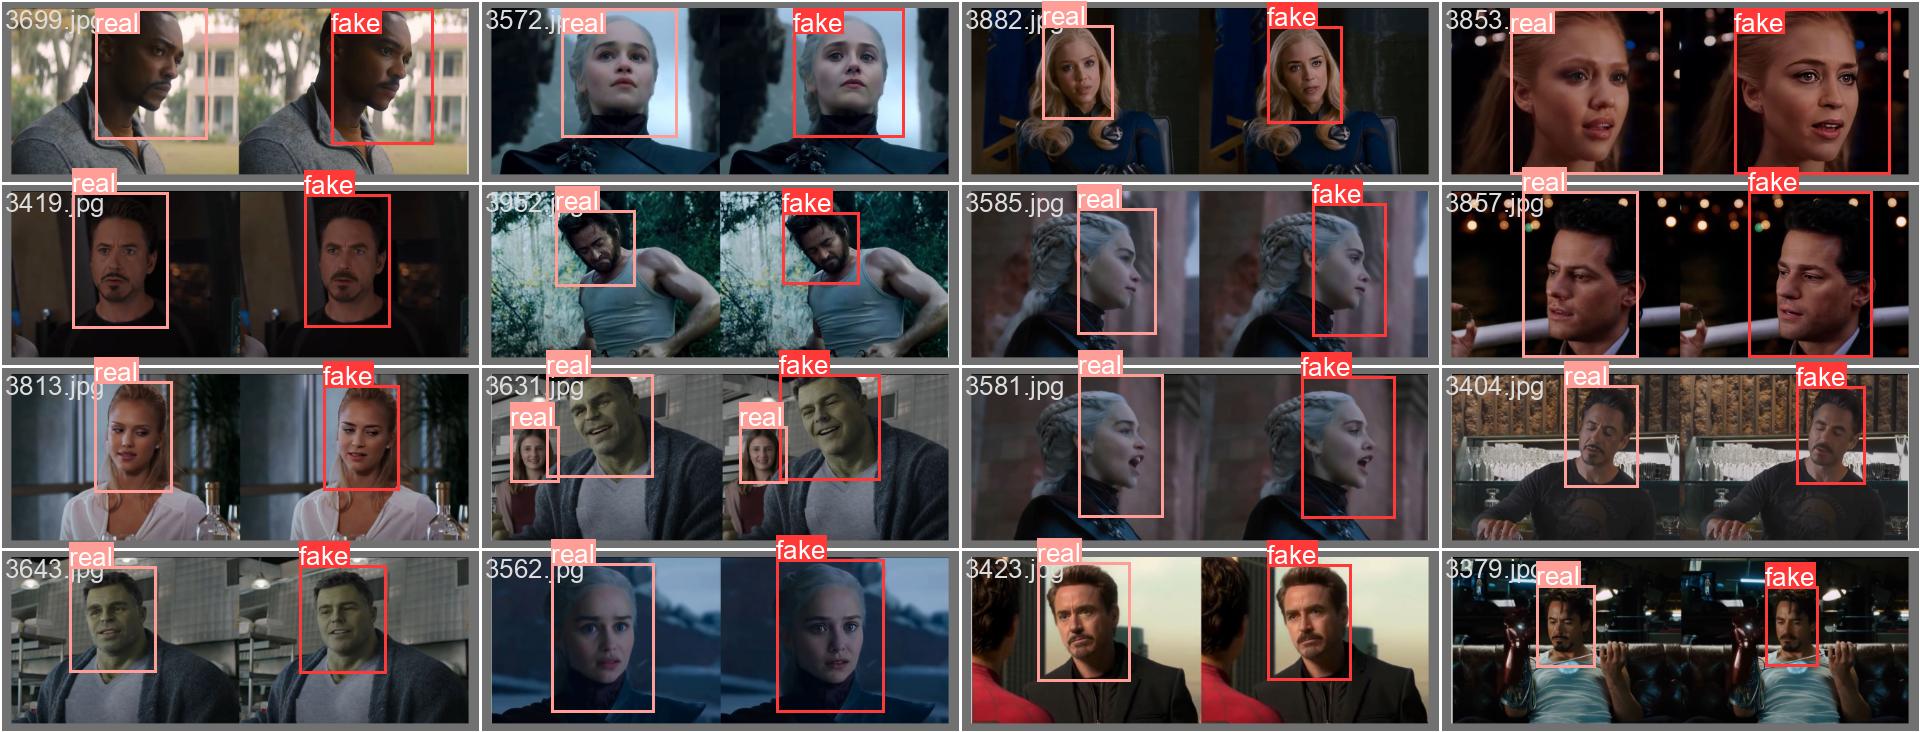 3699.jpg real fake
3572.jpg real fake
3882.jpg real fake
3853. real fake
3419.jpg real fake
3952.jpg real fake
3585.jpg real fake
3857.jpg real fake
3813.jpg real fake
3631.jpg real fake
real real
3581.jpg real fake
3404.jpg real fake
3643.jpg real fake
3562.jpg real fake
3423.jpg real fake
3379.jpg real fake